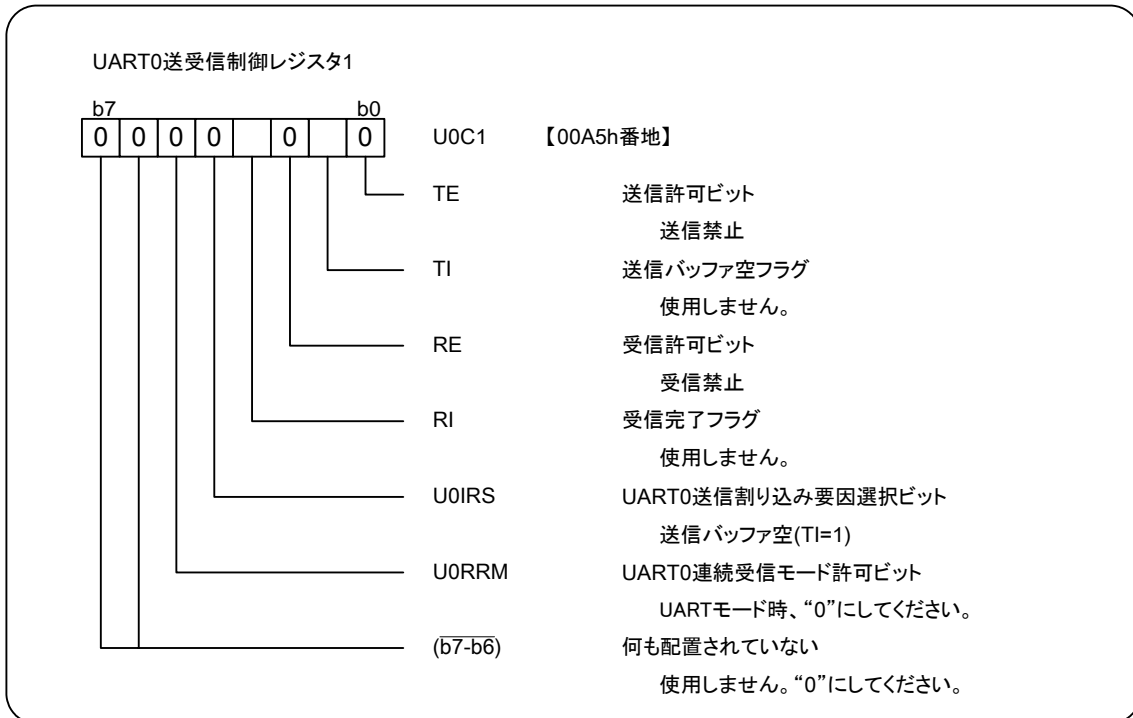 UART0送受信制御レジスタ1
b7 b0
0 0 0 0 0 0 U0C1 【00A5h番地】
TE 送信許可ビット
送信禁止
TI 送信バッファ空フラグ
使用しません。
RE 受信許可ビット
受信禁止
RI 受信完了フラグ
使用しません。
U0IRS UART0送信割り込み要因選択ビット
送信バッファ空(TI=1)
U0RRM UART0連続受信モード許可ビット
UARTモード時、“0”にしてください。
(b7-b6) 何も配置されていない
使用しません。“0”にしてください。